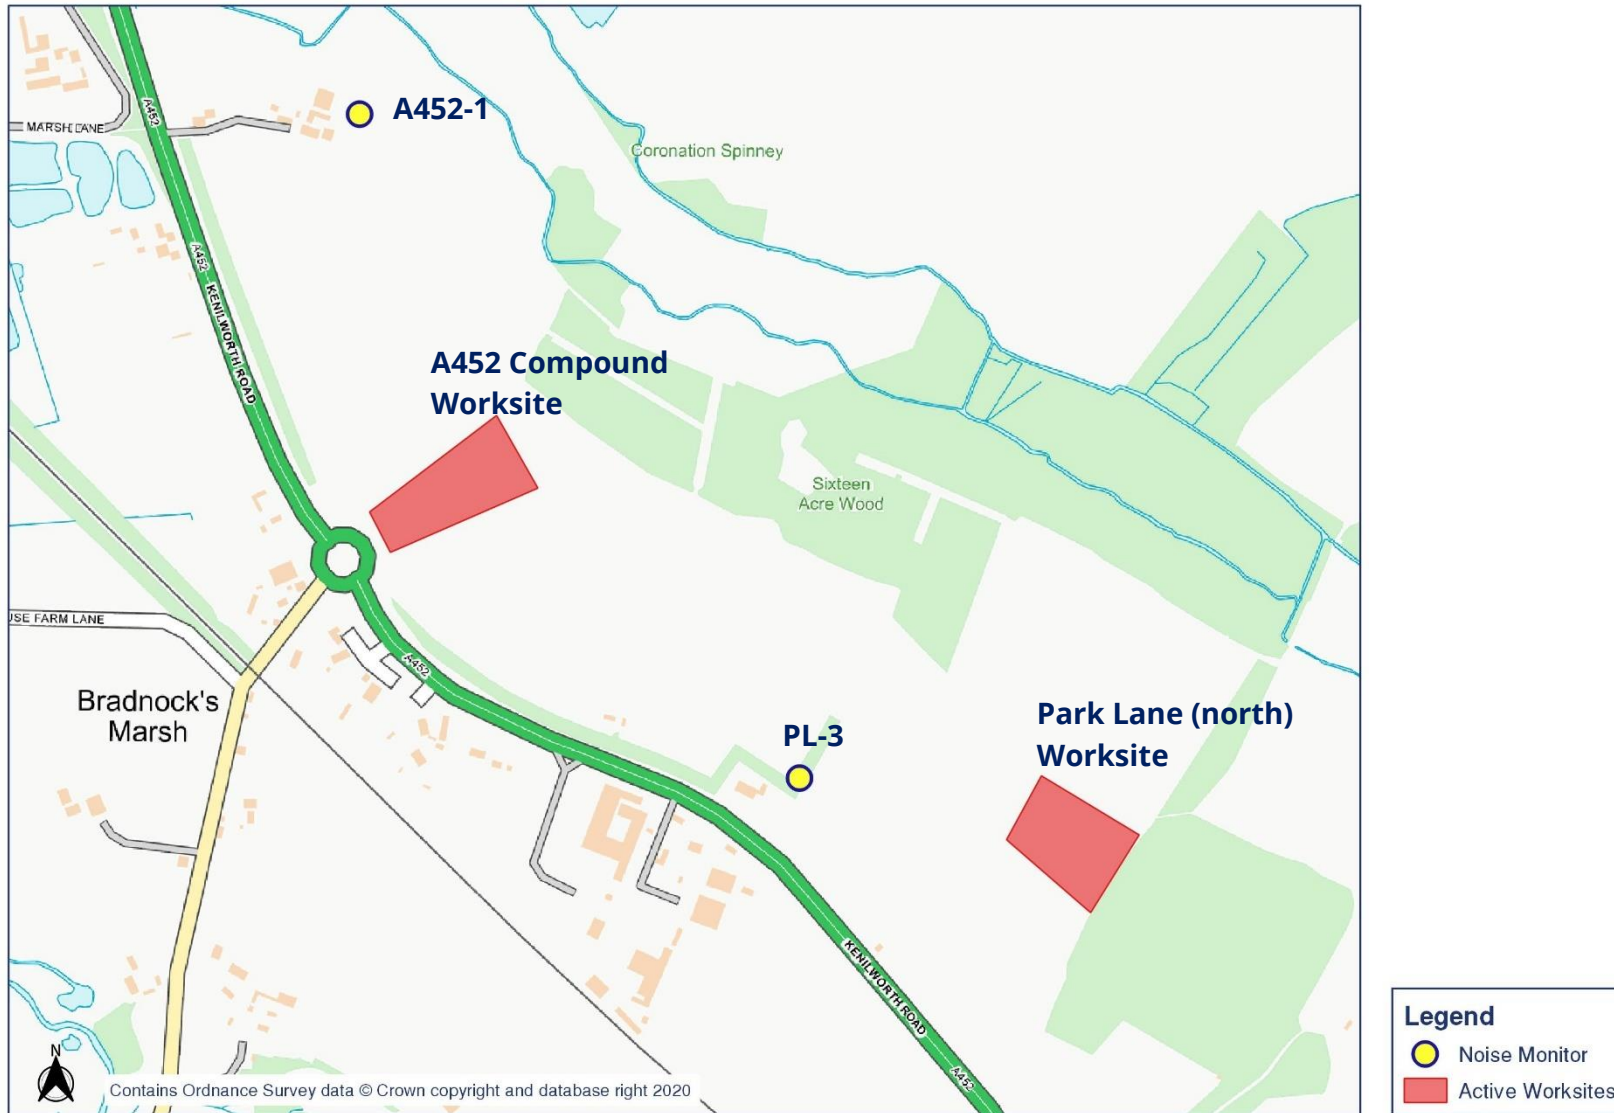 A452-1
A452
MARSH LANE
Coronation Spinney
A452
KENILWORTH ROAD
A452 Compound
Worksite
Sixteen
Acre Wood
USE FARM LANE
A452
Bradnock's
Marsh
PL-3
Park Lane (north)
Worksite
KENILWORTH ROAD
A452
N
Contains Ordnance Survey data © Crown copyright and database right 2020
Legend
Noise Monitor
Active Worksites